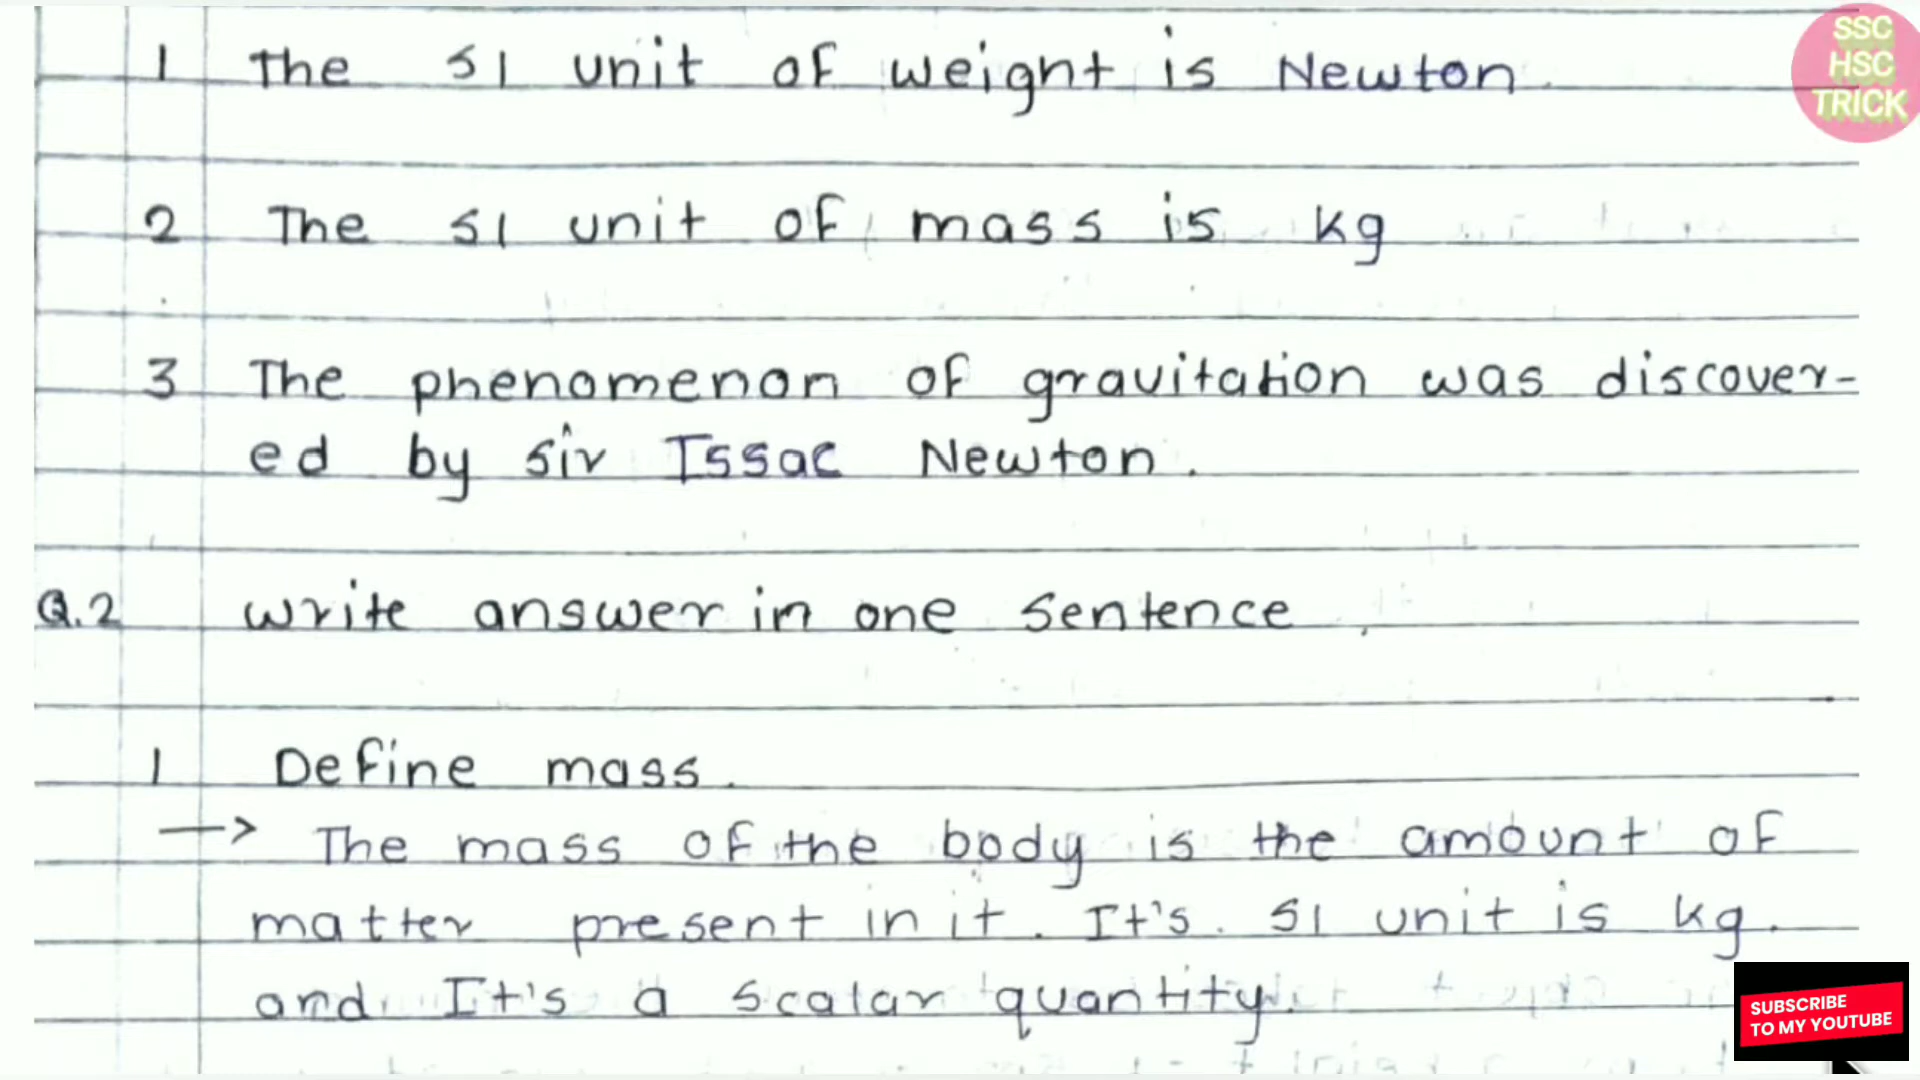 SSC
HSC
TRICK
1 The SI unit of weight is Newton.
2 The SI unit of mass is kg
3 The phenomenon of gravitation was discover-
ed by sir Issac Newton.
Q.2 write answer in one sentence.
1 Define mass.
→ The mass of the body is the amount of
matter present in it. It's. SI unit is kg.
and It's a scalar quantity.
SUBSCRIBE
TO MY YOUTUBE